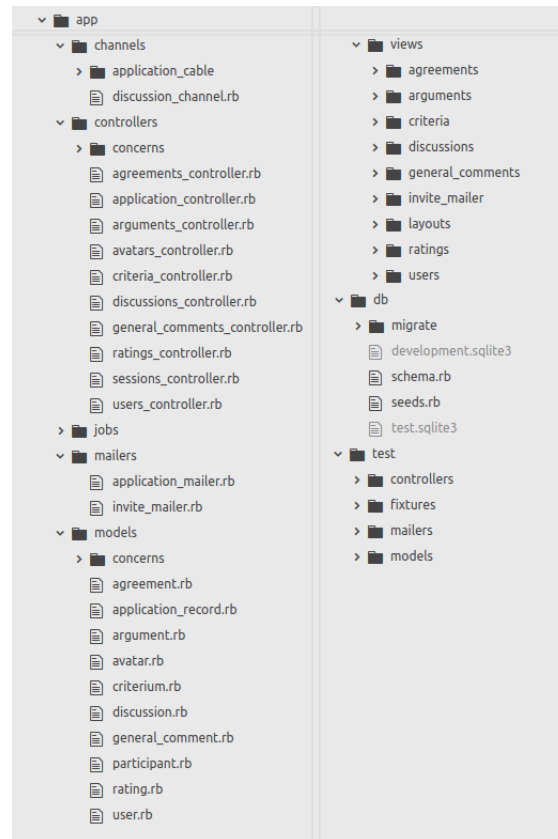 app
channels
application_cable
discussion_channel.rb
controllers
concerns
agreements_controller.rb
application_controller.rb
arguments_controller.rb
avatars_controller.rb
criteria_controller.rb
discussions_controller.rb
general_comments_controller.rb
ratings_controller.rb
sessions_controller.rb
users_controller.rb
jobs
mailers
application_mailer.rb
invite_mailer.rb
models
concerns
agreement.rb
application_record.rb
argument.rb
avatar.rb
criterium.rb
discussion.rb
general_comment.rb
participant.rb
rating.rb
user.rb
views
agreements
arguments
criteria
discussions
general_comments
invite_mailer
layouts
ratings
users
db
migrate
development.sqlite3
schema.rb
seeds.rb
test.sqlite3
test
controllers
fixtures
mailers
models